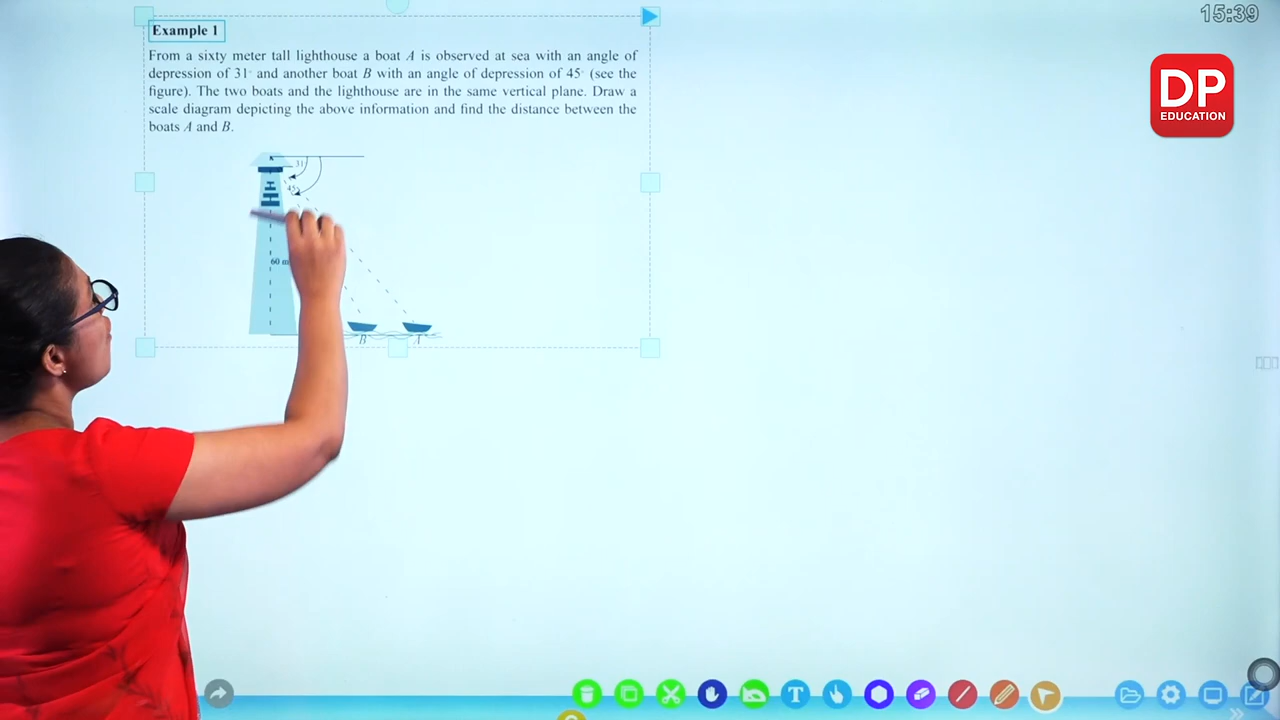 15:39
DP
EDUCATION
Example 1
From a sixty meter tall lighthouse a boat A is observed at sea with an angle of
depression of 31° and another boat B with an angle of depression of 45° (see the
figure). The two boats and the lighthouse are in the same vertical plane. Draw a
scale diagram depicting the above information and find the distance between the
boats A and B.
31°
45
60 m
B A
T